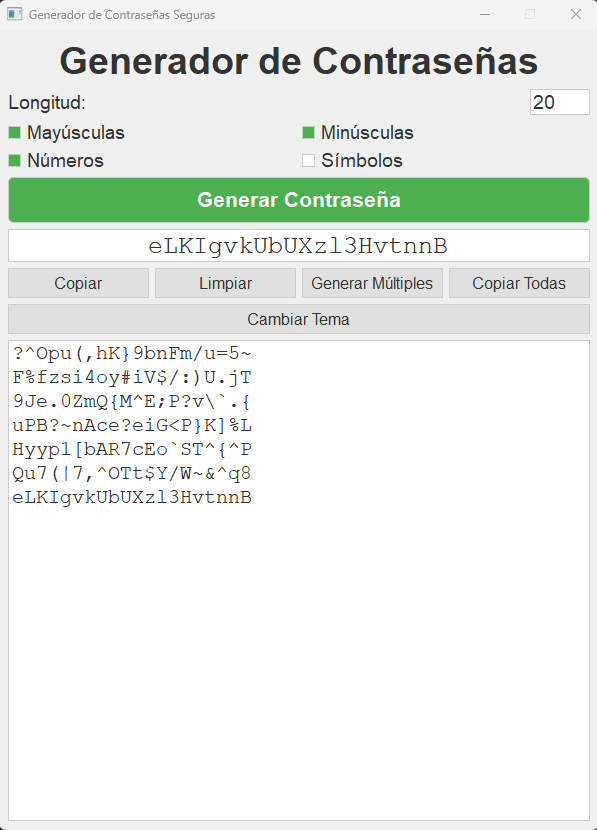 Generador de Contraseñas Seguras
Generador de Contraseñas
Longitud: 20
Mayúsculas Minúsculas
Números Símbolos
Generar Contraseña
eLKIgvkUbUXzl3HvtnnB
Copiar Limpiar Generar Múltiples Copiar Todas
Cambiar Tema
?^Opu(,hK}9bnFm/u=5~
F%fzsi4oy#iV$/:)U.jT
9Je.0ZmQ{M^E;P?v\`.{
uPB?~nAce?eiG<P}K]%L
Hyyp1[bAR7cEo`ST^{^P
Qu7(|7,^OTt$Y/W~&^q8
eLKIgvkUbUXzl3HvtnnB